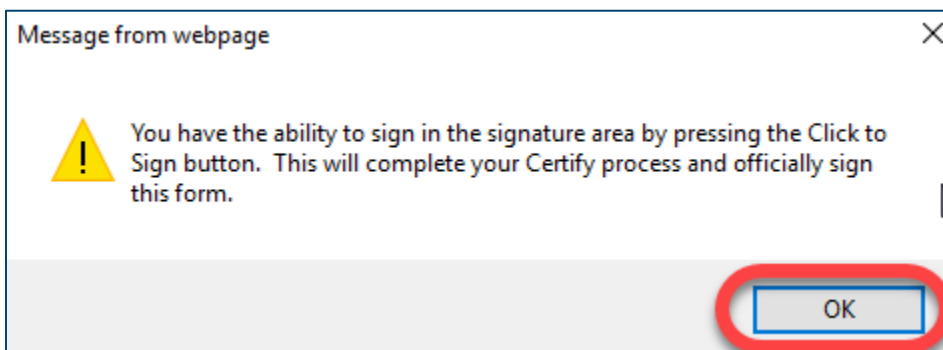 Message from webpage
You have the ability to sign in the signature area by pressing the Click to
Sign button.  This will complete your Certify process and officially sign
this form.
OK